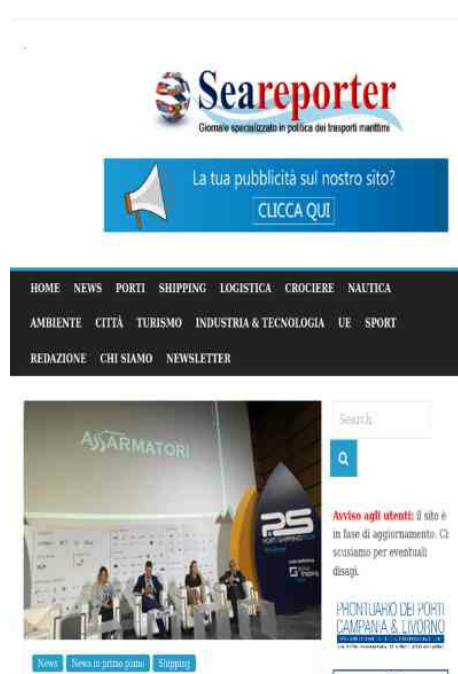 Seareporter
Giornale specializzato in politica dei trasporti marittimi
La tua pubblicità sul nostro sito?
CLICCA QUI
HOME NEWS PORTI SHIPPING LOGISTICA CROCIERE NAUTICA
AMBIENTE CITTÀ TURISMO INDUSTRIA & TECNOLOGIA UE SPORT
REDAZIONE CHI SIAMO NEWSLETTER
ASSARMATORI
PS
Search
Avviso agli utenti: il sito è
in fase di aggiornamento. Ci
scusiamo per eventuali
disagi.
PRONTUARIO DEI PORTI
CAMPANIA & LIVORNO
News News in primo piano Shipping